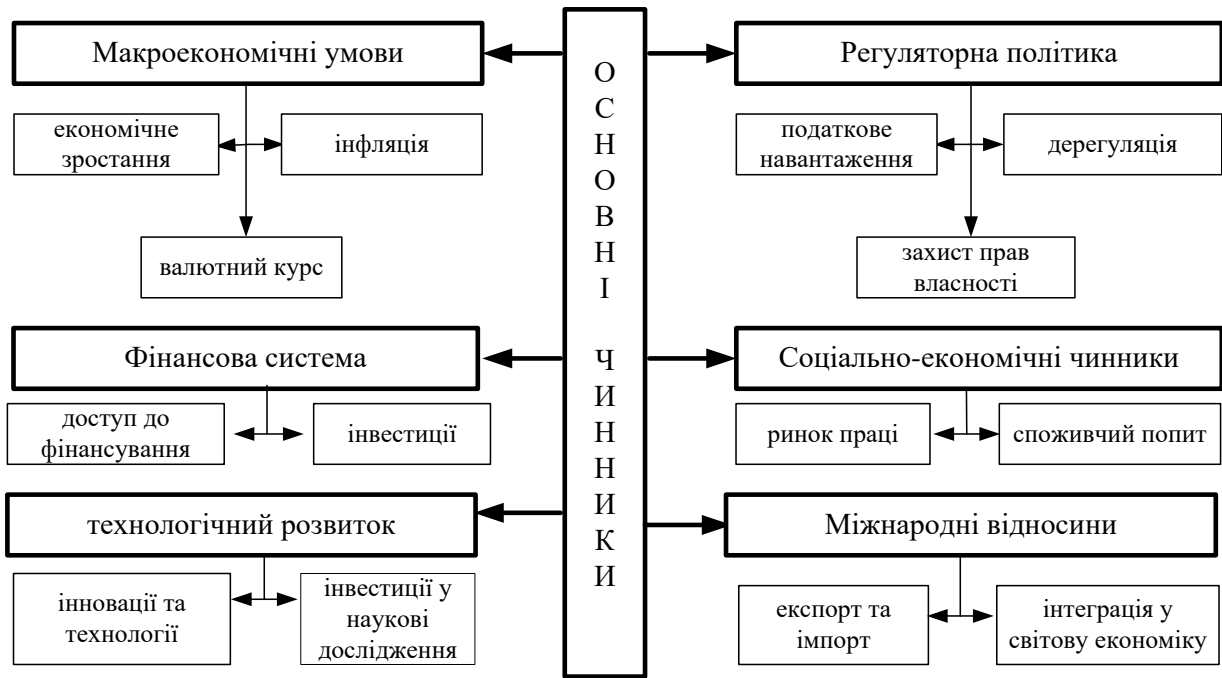 Макроекономічні умови
економічне
зростання
інфляція
валютний курс
Фінансова система
доступ до
фінансування
інвестиції
технологічний розвиток
інновації та
технології
інвестиції у
наукові
дослідження
ОСНОВНІ ЧИННИКИ
Регуляторна політика
податкове
навантаження
дерегуляція
захист прав
власності
Соціально-економічні чинники
ринок праці
споживчий попит
Міжнародні відносини
експорт та
імпорт
інтеграція у
світову економіку